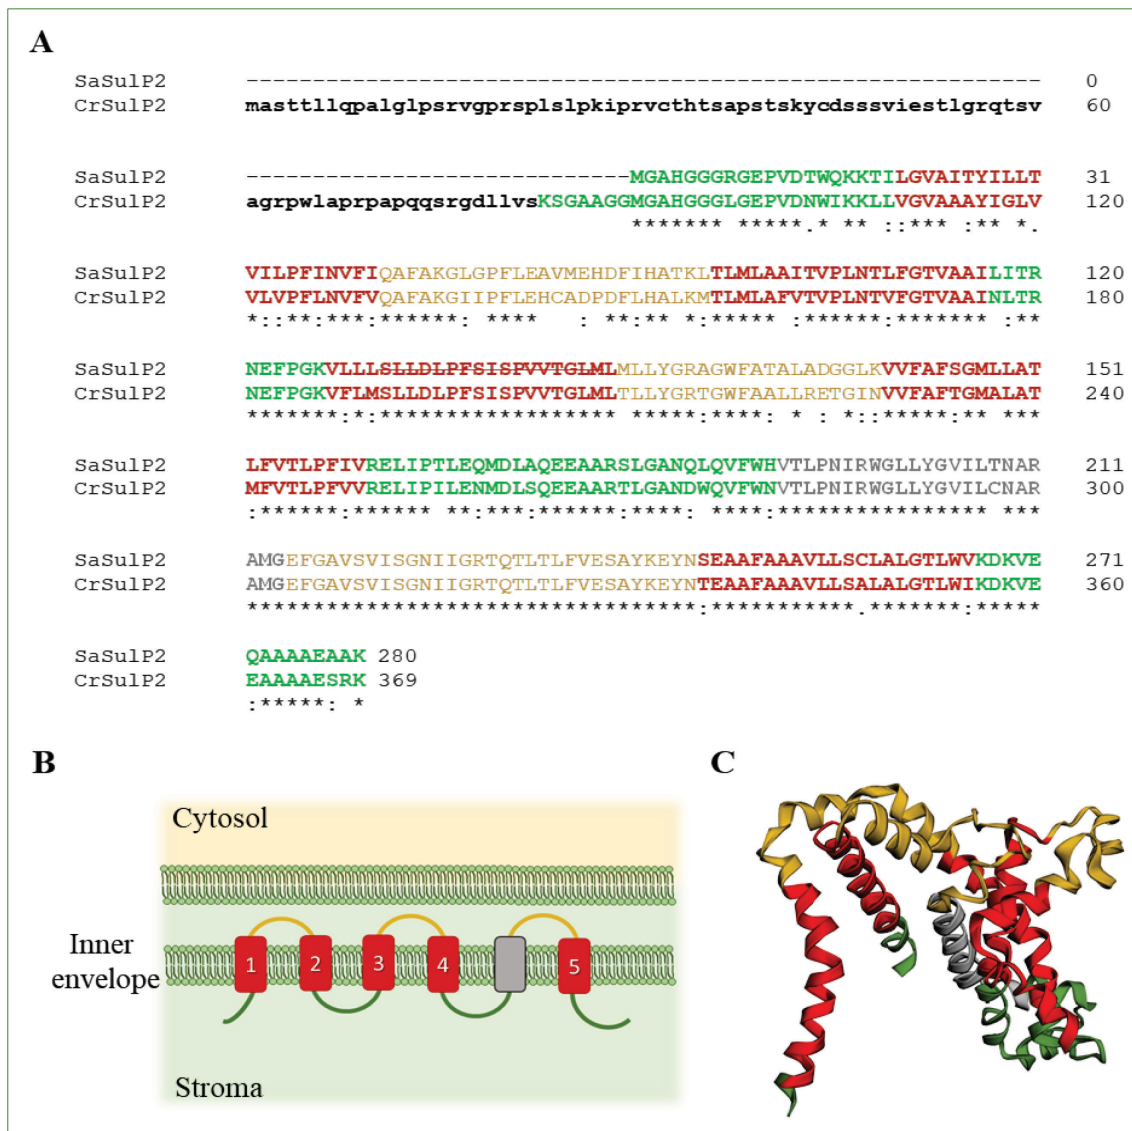 A
SaSulP2 ------------------------------------------------------------ 0
CrSulP2 masttllqpalglpsrvgprsplslpkiprvcthtsapstskycdsssviestlgrqtsv 60
SaSulP2 -----------------------------MGAHGGGRGEPVDTWQKKTILGVAITYILLT 31
CrSulP2 agrpwlaprpapqqsrgdllvsKSGAAGGMGAHGGGLGEPVDNWIKKLLVGVAAAYIGLV 120
******* *****.* ** ::*** :** *.
SaSulP2 VILPFINVFIQAFAKGLGPFLEAVMEHDFIHATKLTLMLAAITVPLNTLFGTVAAILITR 120
CrSulP2 VLVPFLNVFVQAFAKGIIPFLEHCADPDFLHALKMTLMLAFVTVPLNTVFGTVAAINLTR 180
*::**:***:******: **** : **:** *:***** :******:******* :**
SaSulP2 NEFPGKVLLLSLLDLPFSISPVVTGLMLMLLYGRAGWFATALADGGLKVVFAFSGMLLAT 151
CrSulP2 NEFPGKVFLMSLLDLPFSISPVVTGLMLTLLYGRTGWFAALLRETGINVVFAFTGMALAT 240
*******:*:****************** *****:****: * : *::*****:** ***
SaSulP2 LFVTLPFIVRELIPTLEQMDLAQEEAARSLGANQLQVFWHVTLPNIRWGLLYGVILTNAR 211
CrSulP2 MFVTLPFVVRELIPILENMDLSQEEAARTLGANDWQVFWNVTLPNIRWGLLYGVILCNAR 300
:******:****** **:***:******:****: ****:**************** ***
SaSulP2 AMGEFGAVSVISGNIIGRTQTLTLFVESAYKEYNSEAAFAAAVLLSCLALGTLWVKDKVE 271
CrSulP2 AMGEFGAVSVISGNIIGRTQTLTLFVESAYKEYNTEAAFAAAVLLSALALGTLWIKDKVE 360
**********************************:***********.*******:*****
SaSulP2 QAAAAEAAK 280
CrSulP2 EAAAAESRK 369
:*****: *
B
C
Cytosol
Inner envelope
1 2 3 4 5
Stroma